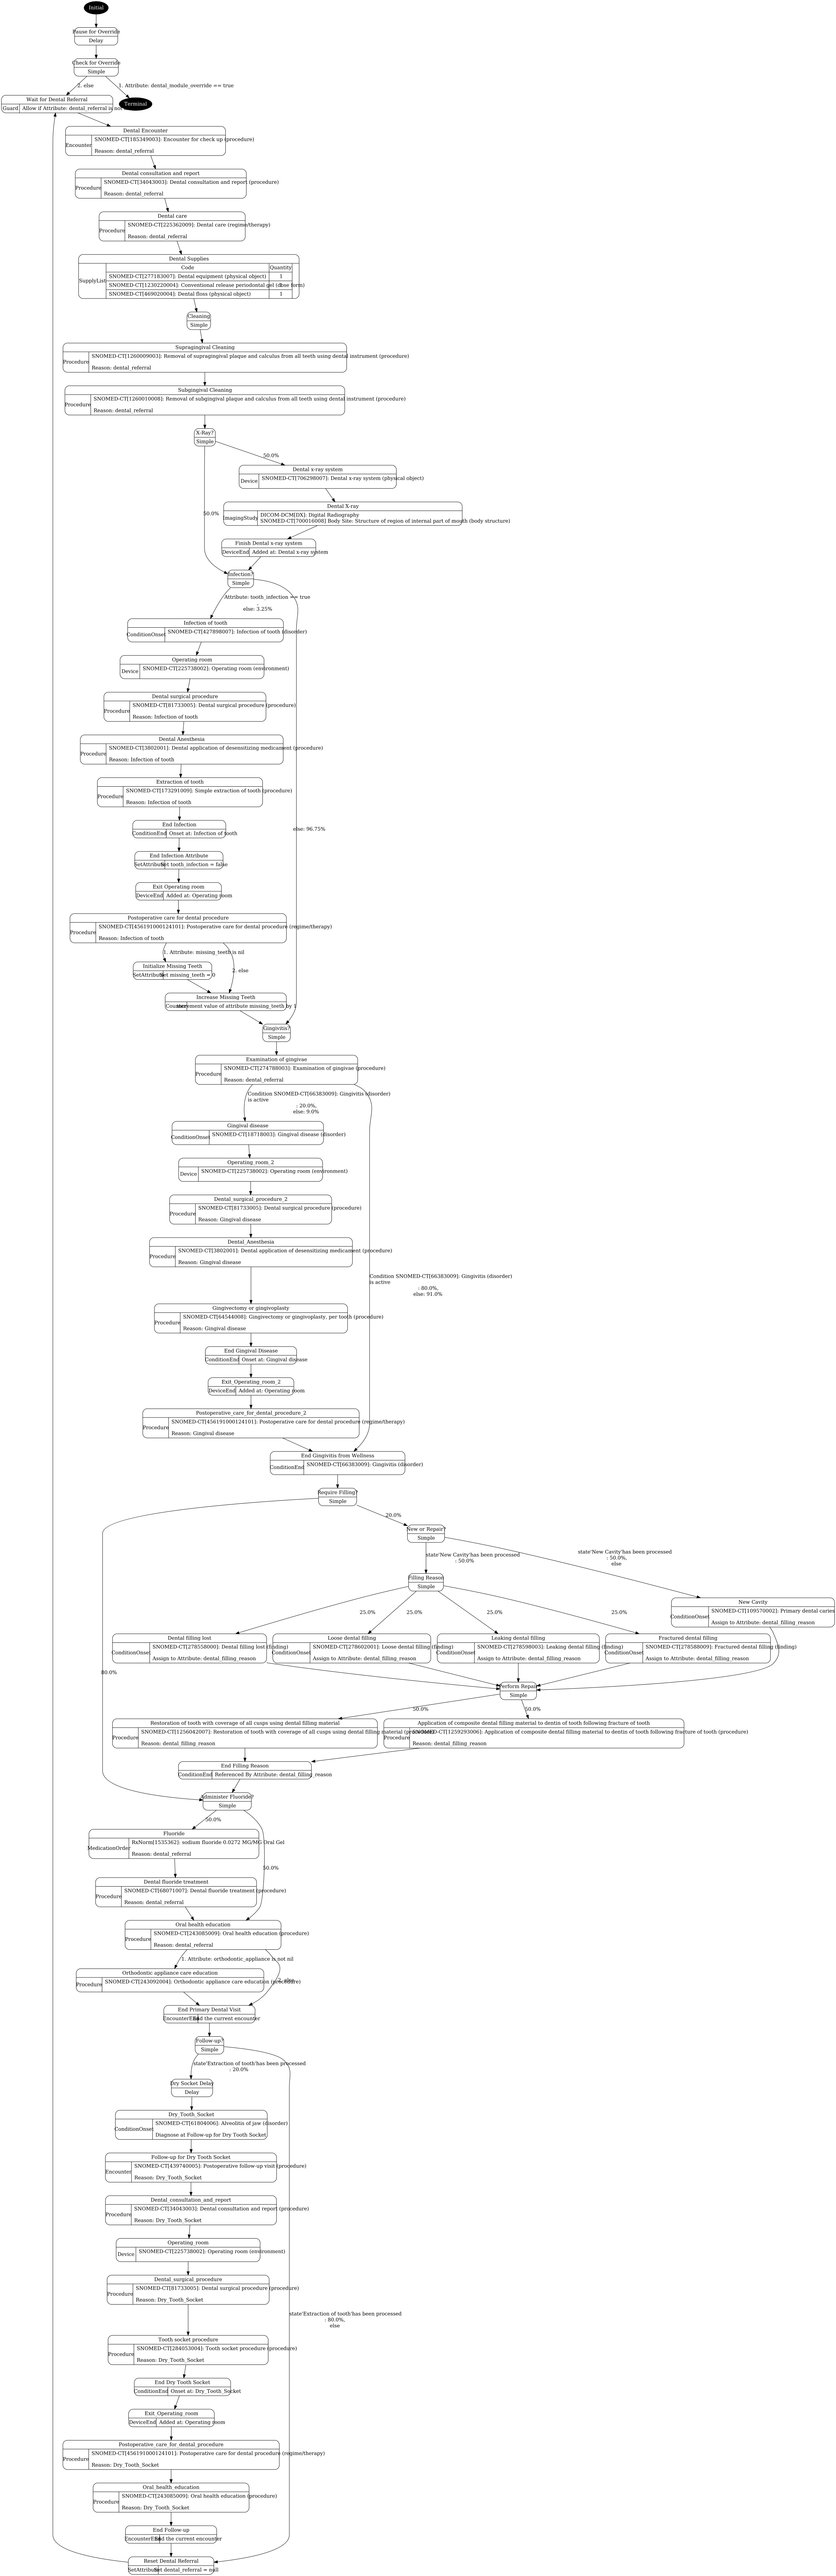 Initial
Pause for Override
Delay
Check for Override
Simple
2. else
1. Attribute: dental_module_override == true
Wait for Dental Referral
Guard
Allow if Attribute: dental_referral is not
Terminal
Dental Encounter
Encounter
SNOMED-CT[185349003]: Encounter for check up (procedure)
Reason: dental_referral
Dental consultation and report
Procedure
SNOMED-CT[34043003]: Dental consultation and report (procedure)
Reason: dental_referral
Dental care
Procedure
SNOMED-CT[225362009]: Dental care (regime/therapy)
Reason: dental_referral
Dental Supplies
SupplyList
Code
Quantity
SNOMED-CT[277183007]: Dental equipment (physical object)
1
SNOMED-CT[1230220004]: Conventional release periodontal gel (dose form)
1
SNOMED-CT[469020004]: Dental floss (physical object)
1
Cleaning
Simple
Supragingival Cleaning
Procedure
SNOMED-CT[1260009003]: Removal of supragingival plaque and calculus from all teeth using dental instrument (procedure)
Reason: dental_referral
Subgingival Cleaning
Procedure
SNOMED-CT[1260010008]: Removal of subgingival plaque and calculus from all teeth using dental instrument (procedure)
Reason: dental_referral
X-Ray?
Simple
50.0%
50.0%
Dental x-ray system
Device
SNOMED-CT[706298007]: Dental x-ray system (physical object)
Dental X-ray
ImagingStudy
DICOM-DCM[DX]: Digital Radiography
SNOMED-CT[700016008] Body Site: Structure of region of internal part of mouth (body structure)
Finish Dental x-ray system
DeviceEnd
Added at: Dental x-ray system
Infection?
Simple
Attribute: tooth_infection == true
:
else: 3.25%
Infection of tooth
ConditionOnset
SNOMED-CT[427898007]: Infection of tooth (disorder)
Operating room
Device
SNOMED-CT[225738002]: Operating room (environment)
Dental surgical procedure
Procedure
SNOMED-CT[81733005]: Dental surgical procedure (procedure)
Reason: Infection of tooth
Dental Anesthesia
Procedure
SNOMED-CT[3802001]: Dental application of desensitizing medicament (procedure)
Reason: Infection of tooth
Extraction of tooth
Procedure
SNOMED-CT[173291009]: Simple extraction of tooth (procedure)
Reason: Infection of tooth
End Infection
ConditionEnd
Onset at: Infection of tooth
else: 96.75%
End Infection Attribute
SetAttribute
Set tooth_infection = false
Exit Operating room
DeviceEnd
Added at: Operating room
Postoperative care for dental procedure
Procedure
SNOMED-CT[456191000124101]: Postoperative care for dental procedure (regime/therapy)
Reason: Infection of tooth
1. Attribute: missing_teeth is nil
2. else
Initialize Missing Teeth
SetAttribute
Set missing_teeth = 0
Increase Missing Teeth
Counter
increment value of attribute missing_teeth by 1
Gingivitis?
Simple
Examination of gingivae
Procedure
SNOMED-CT[274788003]: Examination of gingivae (procedure)
Reason: dental_referral
Condition SNOMED-CT[66383009]: Gingivitis (disorder)
is active
: 20.0%,
else: 9.0%
Gingival disease
ConditionOnset
SNOMED-CT[18718003]: Gingival disease (disorder)
Operating_room_2
Device
SNOMED-CT[225738002]: Operating room (environment)
Dental_surgical_procedure_2
Procedure
SNOMED-CT[81733005]: Dental surgical procedure (procedure)
Reason: Gingival disease
Dental_Anesthesia
Procedure
SNOMED-CT[3802001]: Dental application of desensitizing medicament (procedure)
Reason: Gingival disease
Condition SNOMED-CT[66383009]: Gingivitis (disorder)
is active
: 80.0%,
else: 91.0%
Gingivectomy or gingivoplasty
Procedure
SNOMED-CT[64544008]: Gingivectomy or gingivoplasty, per tooth (procedure)
Reason: Gingival disease
End Gingival Disease
ConditionEnd
Onset at: Gingival disease
Exit_Operating_room_2
DeviceEnd
Added at: Operating room
Postoperative_care_for_dental_procedure_2
Procedure
SNOMED-CT[456191000124101]: Postoperative care for dental procedure (regime/therapy)
Reason: Gingival disease
End Gingivitis from Wellness
ConditionEnd
SNOMED-CT[66383009]: Gingivitis (disorder)
Require Filling?
Simple
20.0%
80.0%
New or Repair?
Simple
state'New Cavity'has been processed
: 50.0%
state'New Cavity'has been processed
: 50.0%,
else
Filling Reason
Simple
New Cavity
ConditionOnset
SNOMED-CT[109570002]: Primary dental caries
Assign to Attribute: dental_filling_reason
25.0%
25.0%
25.0%
25.0%
Dental filling lost
ConditionOnset
SNOMED-CT[278558000]: Dental filling lost (finding)
Assign to Attribute: dental_filling_reason
Loose dental filling
ConditionOnset
SNOMED-CT[278602001]: Loose dental filling (finding)
Assign to Attribute: dental_filling_reason
Leaking dental filling
ConditionOnset
SNOMED-CT[278598003]: Leaking dental filling (finding)
Assign to Attribute: dental_filling_reason
Fractured dental filling
ConditionOnset
SNOMED-CT[278588009]: Fractured dental filling (finding)
Assign to Attribute: dental_filling_reason
Perform Repair
Simple
50.0%
50.0%
Restoration of tooth with coverage of all cusps using dental filling material
Procedure
SNOMED-CT[1256042007]: Restoration of tooth with coverage of all cusps using dental filling material (procedure)
Reason: dental_filling_reason
Application of composite dental filling material to dentin of tooth following fracture of tooth
Procedure
SNOMED-CT[1259293006]: Application of composite dental filling material to dentin of tooth following fracture of tooth (procedure)
Reason: dental_filling_reason
End Filling Reason
ConditionEnd
Referenced By Attribute: dental_filling_reason
Administer Fluoride?
Simple
50.0%
50.0%
Fluoride
MedicationOrder
RxNorm[1535362]: sodium fluoride 0.0272 MG/MG Oral Gel
Reason: dental_referral
Dental fluoride treatment
Procedure
SNOMED-CT[68071007]: Dental fluoride treatment (procedure)
Reason: dental_referral
Oral health education
Procedure
SNOMED-CT[243085009]: Oral health education (procedure)
Reason: dental_referral
1. Attribute: orthodontic_appliance is not nil
2. else
Orthodontic appliance care education
Procedure
SNOMED-CT[243092004]: Orthodontic appliance care education (procedure)
End Primary Dental Visit
EncounterEnd
End the current encounter
Follow-up?
Simple
state'Extraction of tooth'has been processed
: 20.0%
Dry Socket Delay
Delay
Dry_Tooth_Socket
ConditionOnset
SNOMED-CT[61804006]: Alveolitis of jaw (disorder)
Diagnose at Follow-up for Dry Tooth Socket
Follow-up for Dry Tooth Socket
Encounter
SNOMED-CT[439740005]: Postoperative follow-up visit (procedure)
Reason: Dry_Tooth_Socket
Dental_consultation_and_report
Procedure
SNOMED-CT[34043003]: Dental consultation and report (procedure)
Reason: Dry_Tooth_Socket
Operating_room
Device
SNOMED-CT[225738002]: Operating room (environment)
Dental_surgical_procedure
Procedure
SNOMED-CT[81733005]: Dental surgical procedure (procedure)
Reason: Dry_Tooth_Socket
state'Extraction of tooth'has been processed
: 80.0%,
else
Tooth socket procedure
Procedure
SNOMED-CT[284053004]: Tooth socket procedure (procedure)
Reason: Dry_Tooth_Socket
End Dry Tooth Socket
ConditionEnd
Onset at: Dry_Tooth_Socket
Exit_Operating_room
DeviceEnd
Added at: Operating room
Postoperative_care_for_dental_procedure
Procedure
SNOMED-CT[456191000124101]: Postoperative care for dental procedure (regime/therapy)
Reason: Dry_Tooth_Socket
Oral_health_education
Procedure
SNOMED-CT[243085009]: Oral health education (procedure)
Reason: Dry_Tooth_Socket
End Follow-up
EncounterEnd
End the current encounter
Reset Dental Referral
SetAttribute
Set dental_referral = null